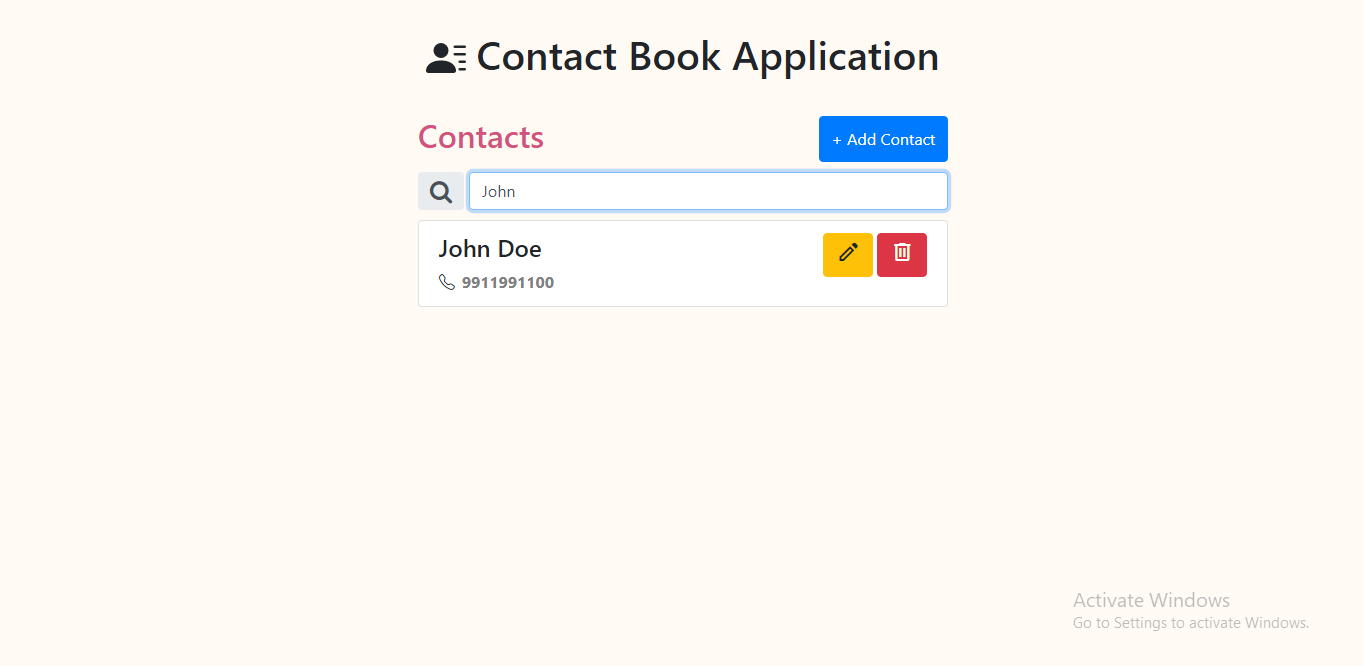 Contact Book Application
Contacts
+ Add Contact
John
John Doe
9911991100
Activate Windows
Go to Settings to activate Windows.